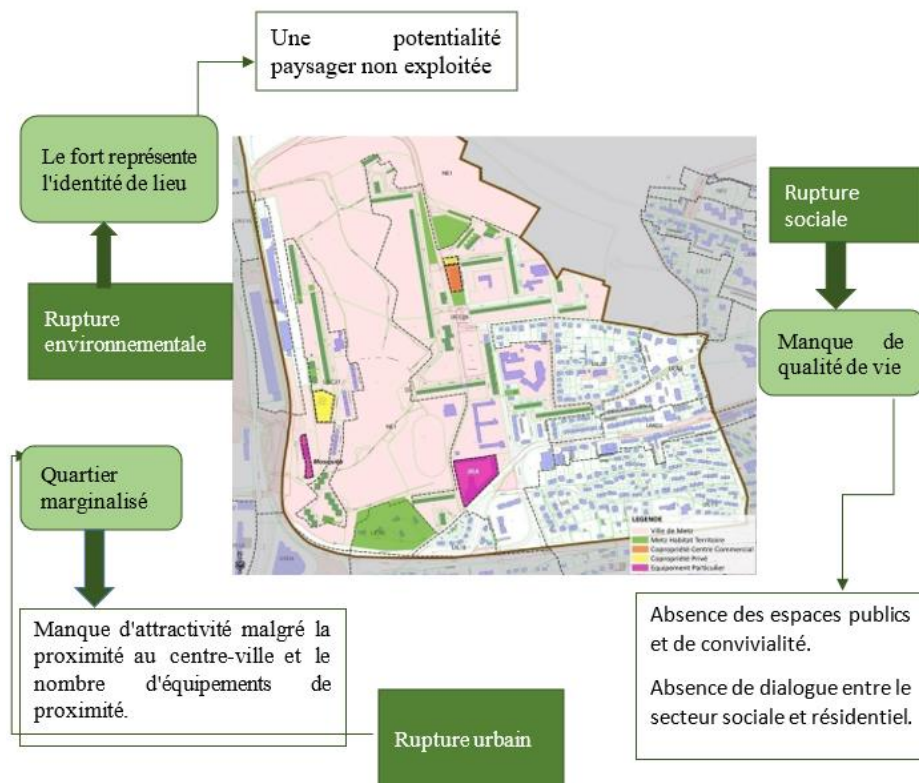 Une potentialité
paysager non exploitée
Le fort représente
l'identité de lieu
Rupture
environnementale
Rupture
sociale
Manque de
qualité de vie
Quartier
marginalisé
Manque d'attractivité malgré la
proximité au centre-ville et le
nombre d'équipements de
proximité.
Rupture urbain
Absence des espaces publics
et de convivialité.
Absence de dialogue entre le
secteur sociale et résidentiel.
LEGENDE
Ville de Metz
Metz Habitat Territoire
Copropriété Centre Commercial
Copropriété Privé
Equipement Particulier